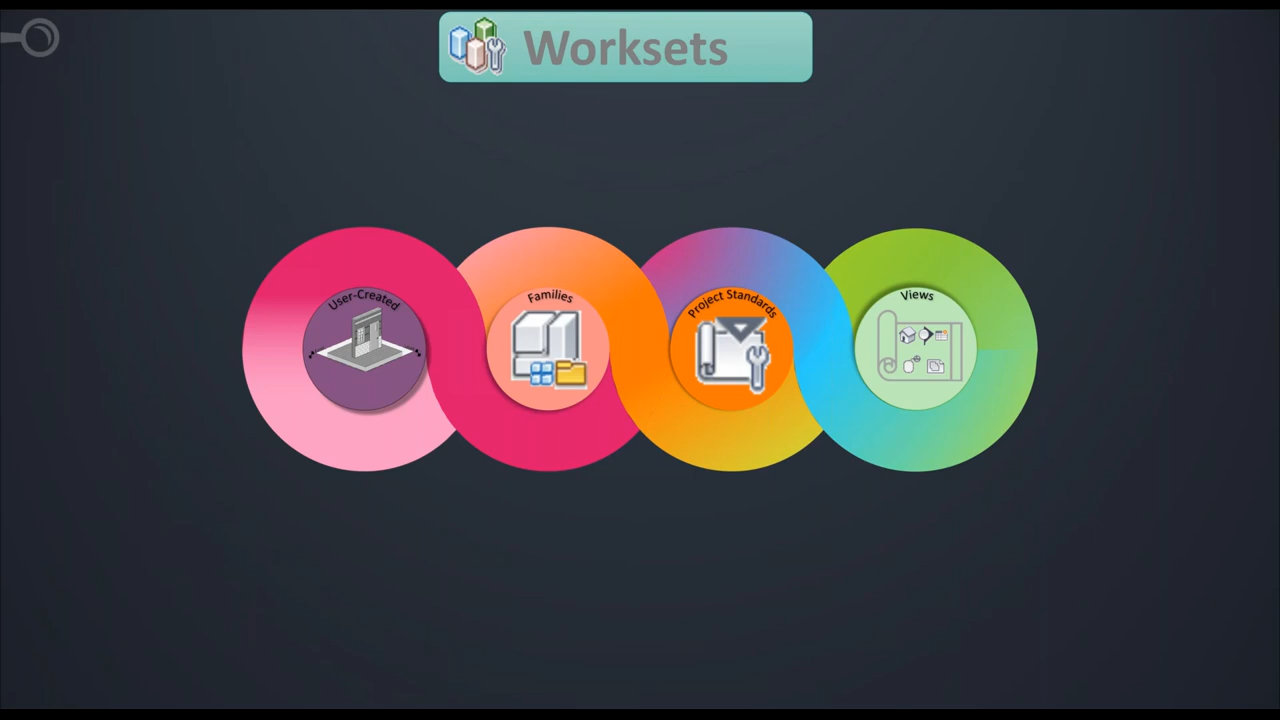 Worksets
User-Created
Families
Project Standards
Views